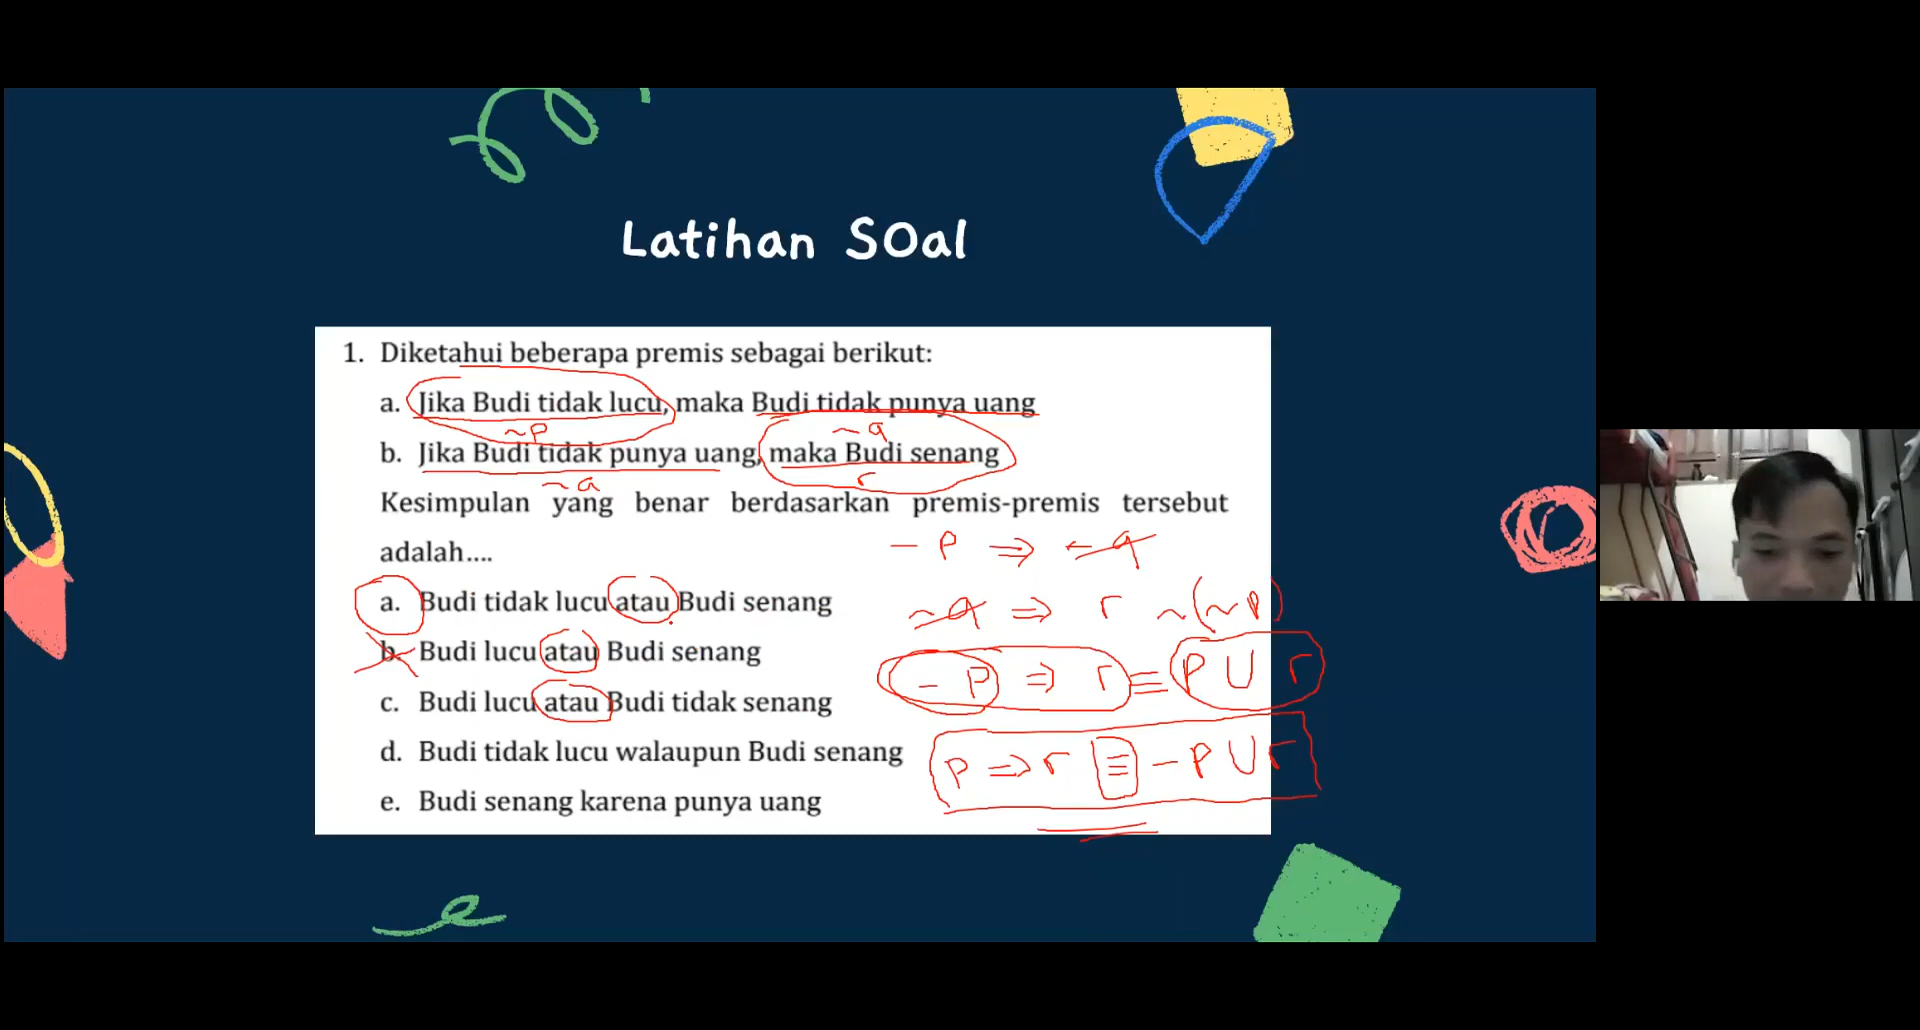 Latihan SOal
1. Diketahui beberapa premis sebagai berikut:
a. Jika Budi tidak lucu, maka Budi tidak punya uang
~p ~q
b. Jika Budi tidak punya uang, maka Budi senang
~q r
Kesimpulan yang benar berdasarkan premis-premis tersebut
adalah....
- p ⇒ ~q
a. Budi tidak lucu atau Budi senang
~q ⇒ r ~(~p)
b. Budi lucu atau Budi senang
- p ⇒ r ≡ p U r
c. Budi lucu atau Budi tidak senang
d. Budi tidak lucu walaupun Budi senang
p ⇒ r ≡ - p U r
e. Budi senang karena punya uang